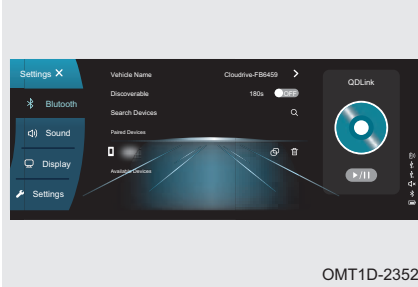 Settings X
Vehicle Name Cloudrive-FB6459 >
QDLink
Blutooth
Discoverable 180s OFF
Search Devices
Sound
Paired Devices
Display
Available Devices
Settings
OMT1D-2352